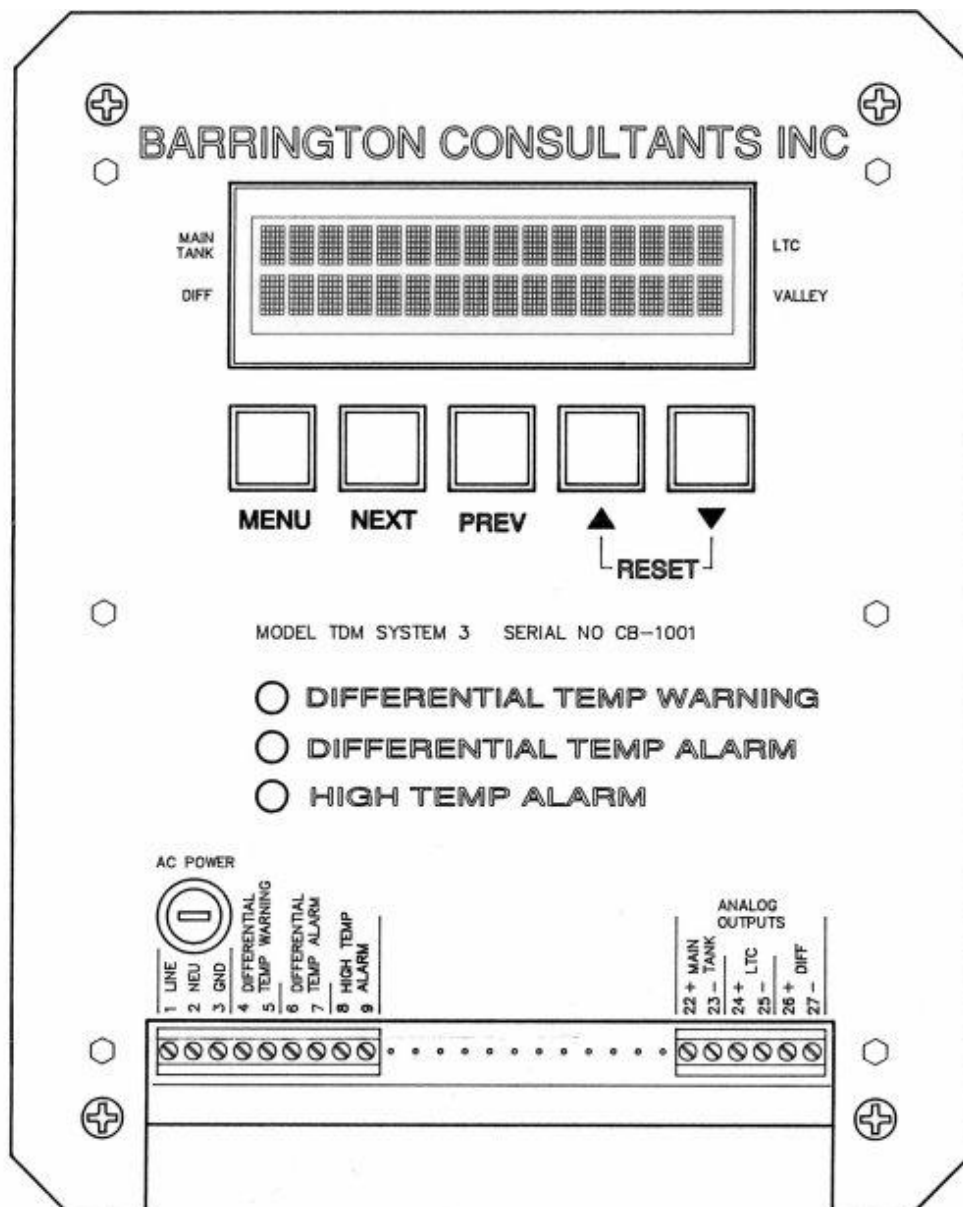 BARRINGTON CONSULTANTS INC
MAIN
TANK
LTC
DIFF
VALLEY
MENU
NEXT
PREV
▲
▼
RESET
MODEL TDM SYSTEM 3 SERIAL NO CB-1001
DIFFERENTIAL TEMP WARNING
DIFFERENTIAL TEMP ALARM
HIGH TEMP ALARM
AC POWER
1 LINE
2 NEU
3 GND
4 DIFFERENTIAL
5 TEMP WARNING
6 DIFFERENTIAL
7 TEMP ALARM
8 HIGH TEMP
9 ALARM
ANALOG
OUTPUTS
22 + MAIN
23 - TANK
24 + LTC
25 -
26 + DIFF
27 -